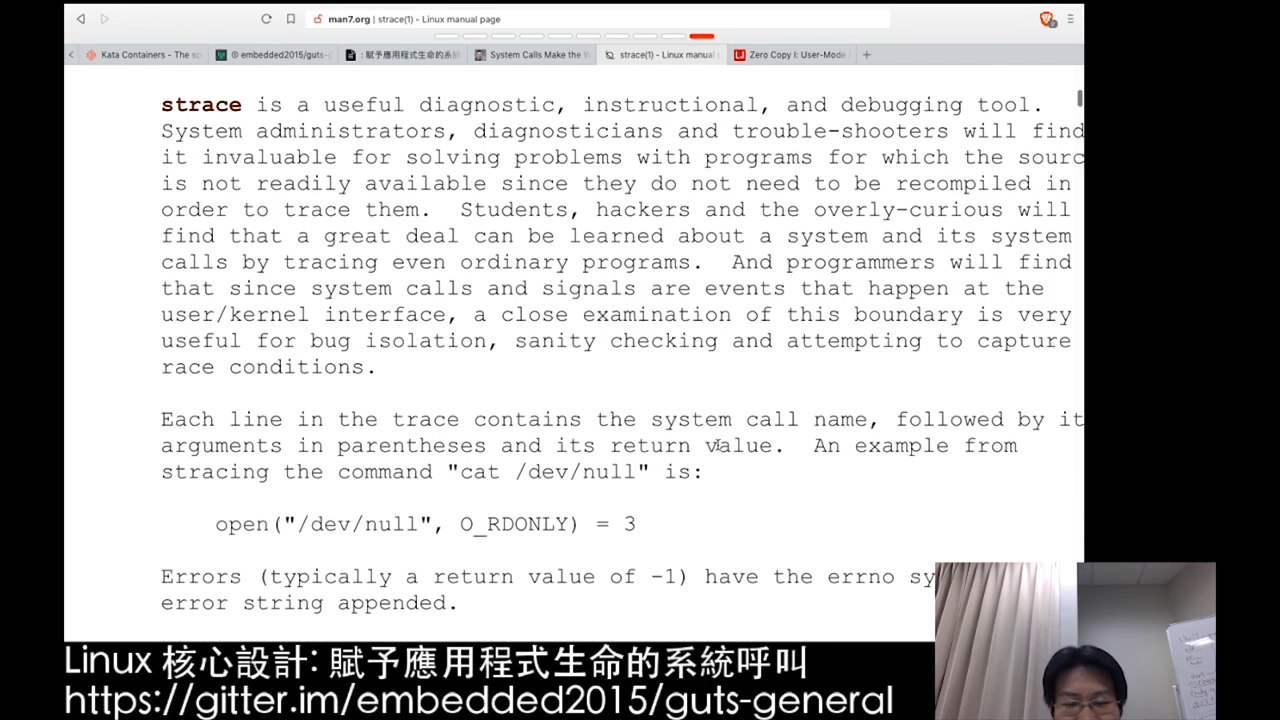 man7.org | strace(1) - Linux manual page
Kata Containers - The sp
embedded2015/guts-
: 賦予應用程式生命的系統
System Calls Make the W
strace(1) - Linux manual
Zero Copy I: User-Mode
strace is a useful diagnostic, instructional, and debugging tool.
System administrators, diagnosticians and trouble-shooters will find
it invaluable for solving problems with programs for which the sourc
is not readily available since they do not need to be recompiled in
order to trace them. Students, hackers and the overly-curious will
find that a great deal can be learned about a system and its system
calls by tracing even ordinary programs. And programmers will find
that since system calls and signals are events that happen at the
user/kernel interface, a close examination of this boundary is very
useful for bug isolation, sanity checking and attempting to capture
race conditions.
Each line in the trace contains the system call name, followed by it
arguments in parentheses and its return value. An example from
stracing the command "cat /dev/null" is:
open("/dev/null", O_RDONLY) = 3
Errors (typically a return value of -1) have the errno sy
error string appended.
Linux 核心設計: 賦予應用程式生命的系統呼叫
https://gitter.im/embedded2015/guts-general